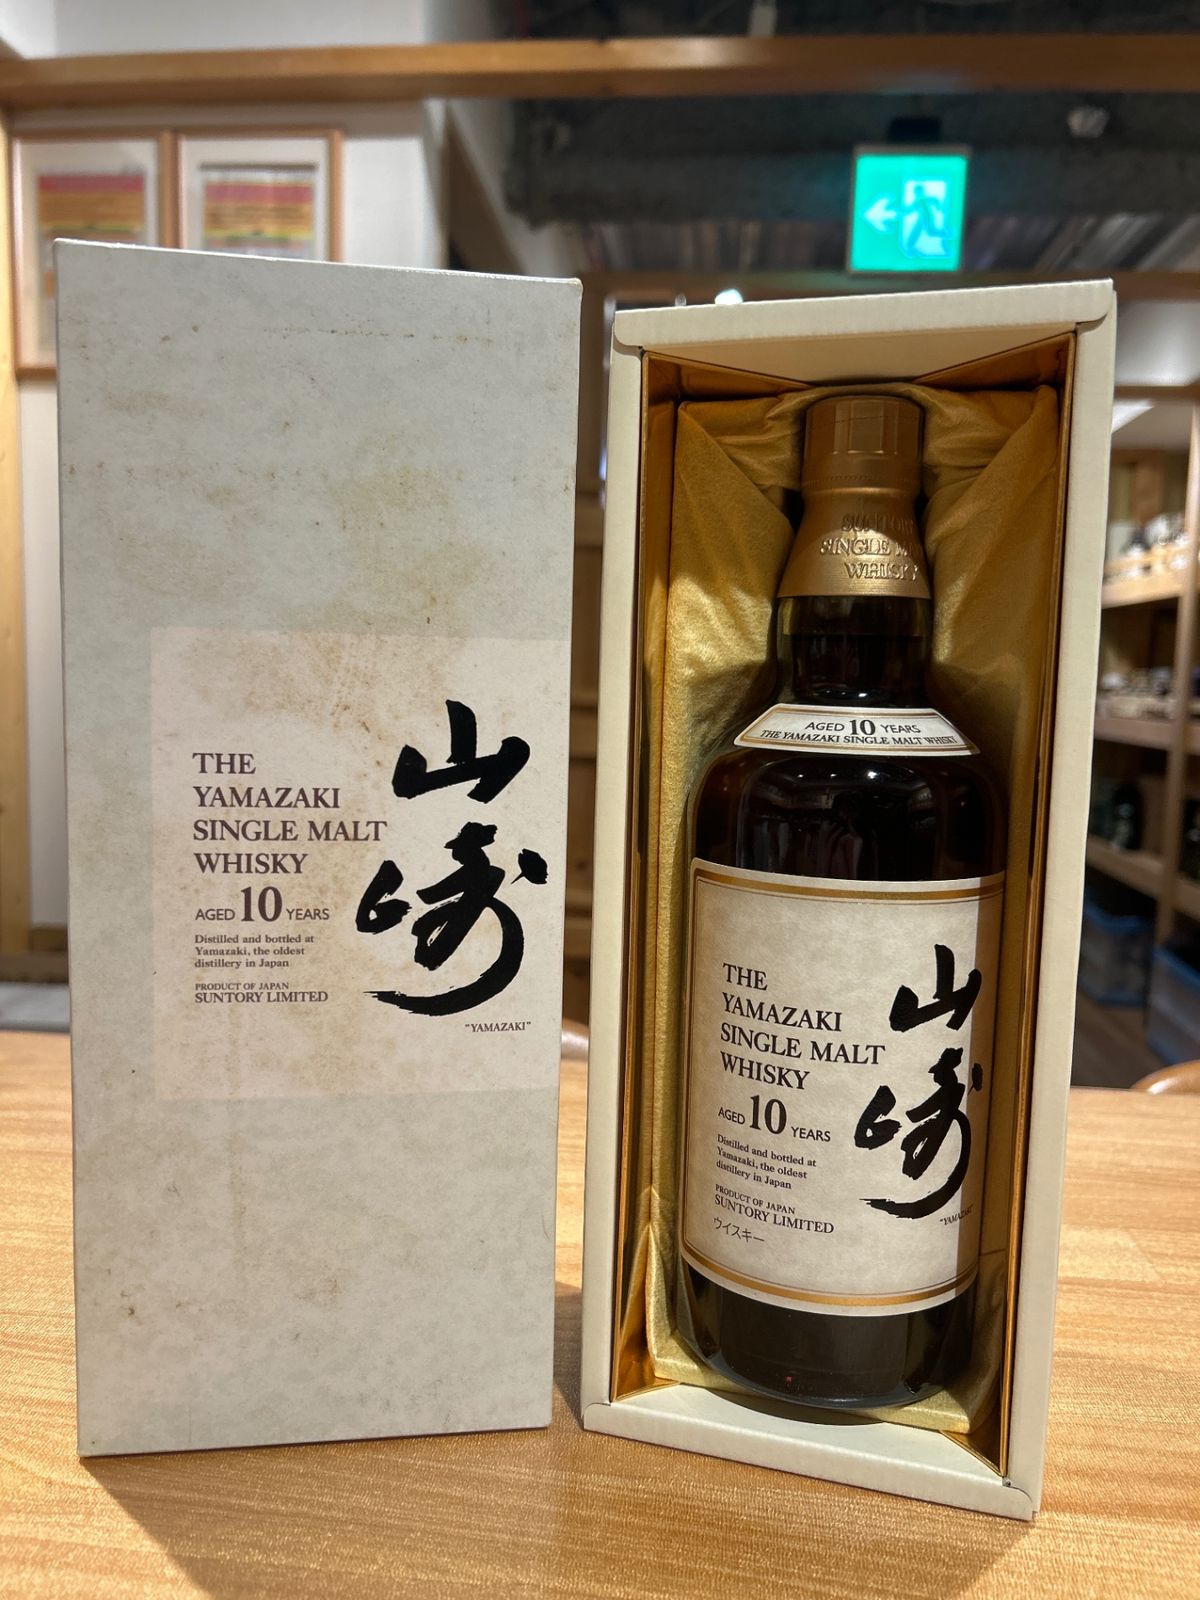 THE
YAMAZAKI
SINGLE MALT
WHISKY
AGED 10 YEARS
Distilled and bottled at
Yamazaki, the oldest
distillery in Japan
PRODUCT OF JAPAN
SUNTORY LIMITED
山崎
"YAMAZAKI"
SUNTORY
SINGLE MALT
WHISKY
AGED 10 YEARS
THE YAMAZAKI SINGLE MALT WHISKY
THE
YAMAZAKI
SINGLE MALT
WHISKY
AGED 10 YEARS
Distilled and bottled at
Yamazaki, the oldest
distillery in Japan
PRODUCT OF JAPAN
SUNTORY LIMITED
ウイスキー
山崎
"YAMAZAKI"